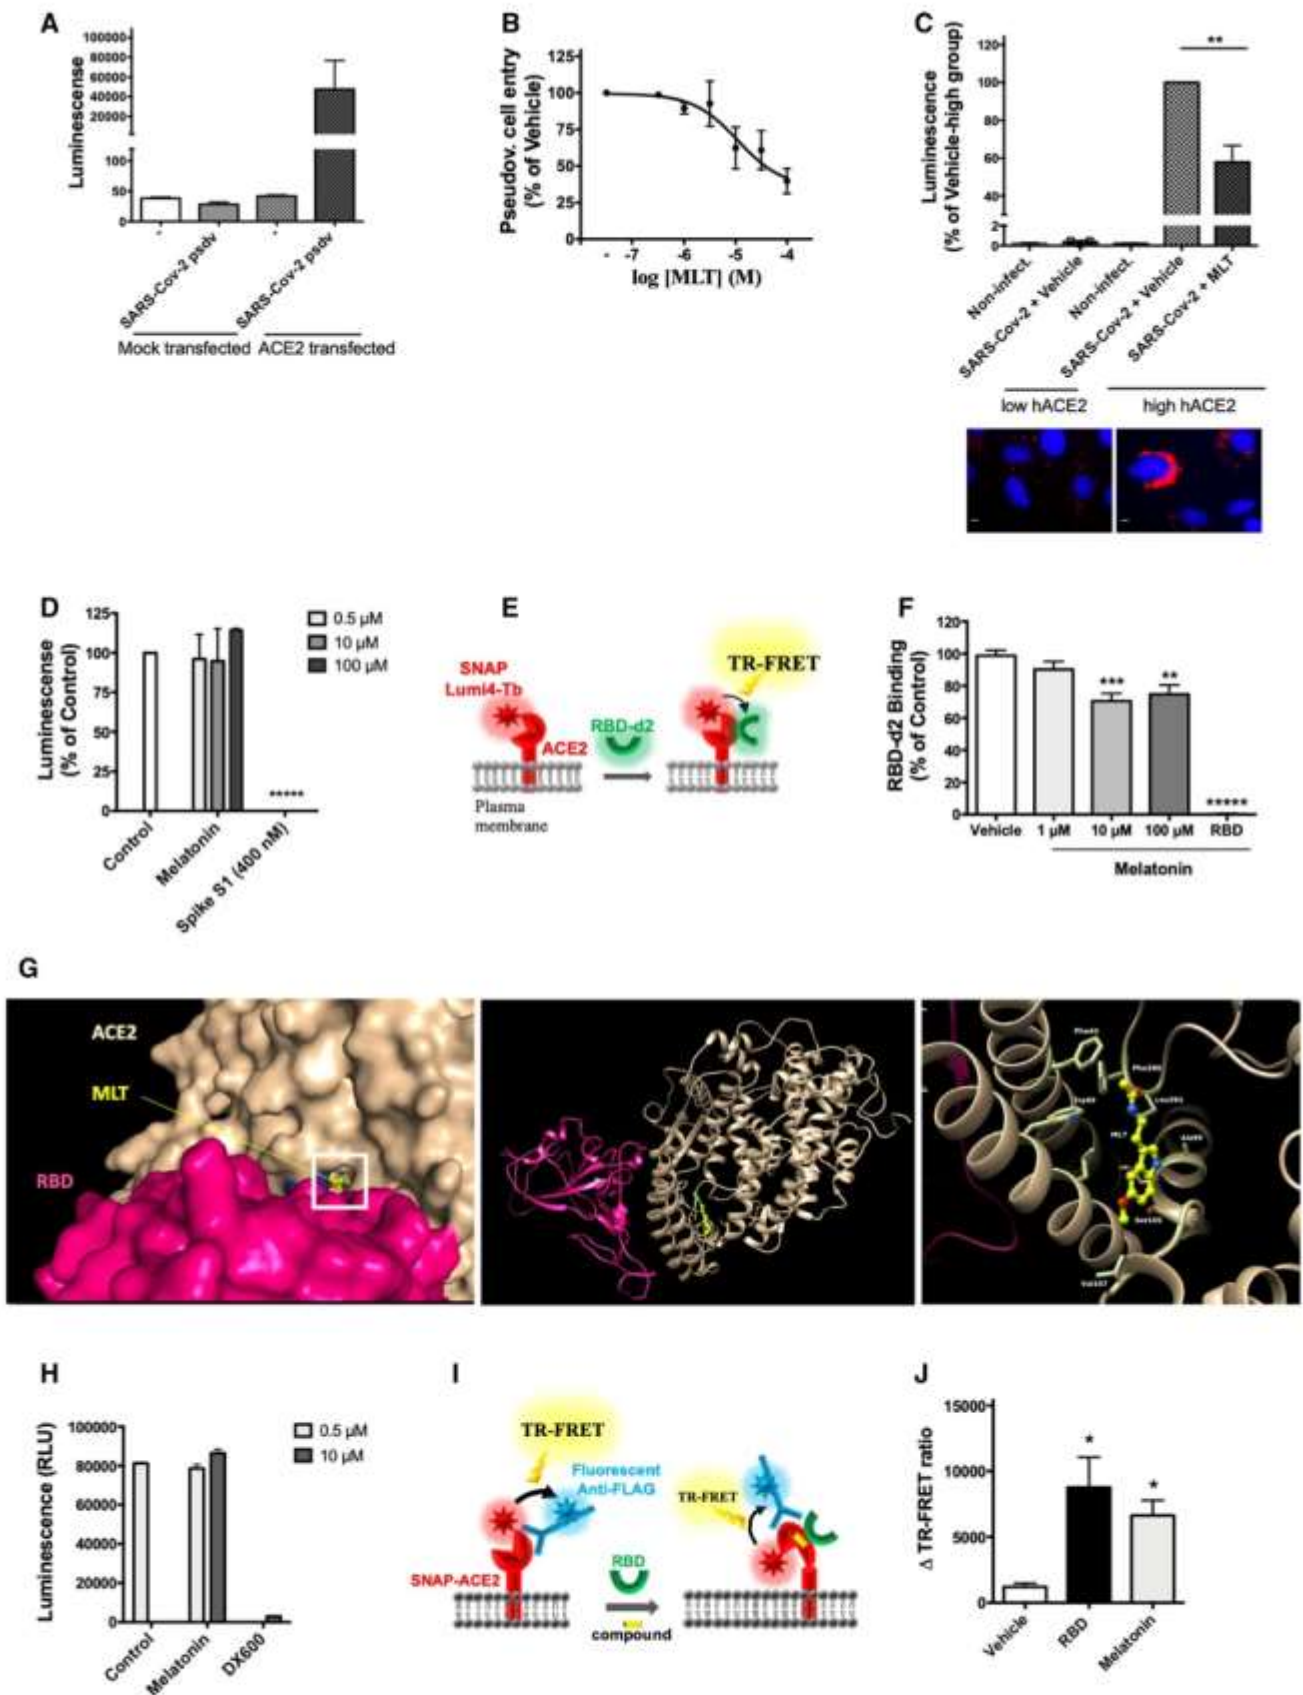 A
Luminescense
100000
80000
60000
40000
20000
100
50
0
-
SARS-Cov-2 psdv
-
SARS-Cov-2 psdv
Mock transfected
ACE2 transfected
B
Pseudov. cell entry
(% of Vehicle)
125
100
75
50
25
0
- -7 -6 -5 -4
log [MLT] (M)
C
Luminescence
(% of Vehicle-high group)
120
100
80
60
40
2
0
**
Non-infect.
SARS-Cov-2 + Vehicle
Non-infect.
SARS-Cov-2 + Vehicle
SARS-Cov-2 + MLT
low hACE2
high hACE2
D
Luminescense
(% of Control)
125
100
75
50
25
0
0.5 µM
10 µM
100 µM
*****
Control
Melatonin
Spike S1 (400 nM)
E
SNAP
Lumi4-Tb
ACE2
Plasma
membrane
RBD-d2
TR-FRET
F
RBD-d2 Binding
(% of Control)
120
100
80
60
40
20
0
***
**
*****
Vehicle 1 µM 10 µM 100 µM RBD
Melatonin
G
ACE2
MLT
RBD
MLT
H
Luminescence (RLU)
100000
80000
60000
40000
20000
0
0.5 µM
10 µM
Control
Melatonin
DX600
I
TR-FRET
Fluorescent
Anti-FLAG
SNAP-ACE2
RBD
compound
TR-FRET
J
Δ TR-FRET ratio
15000
10000
5000
0
*
*
Vehicle
RBD
Melatonin